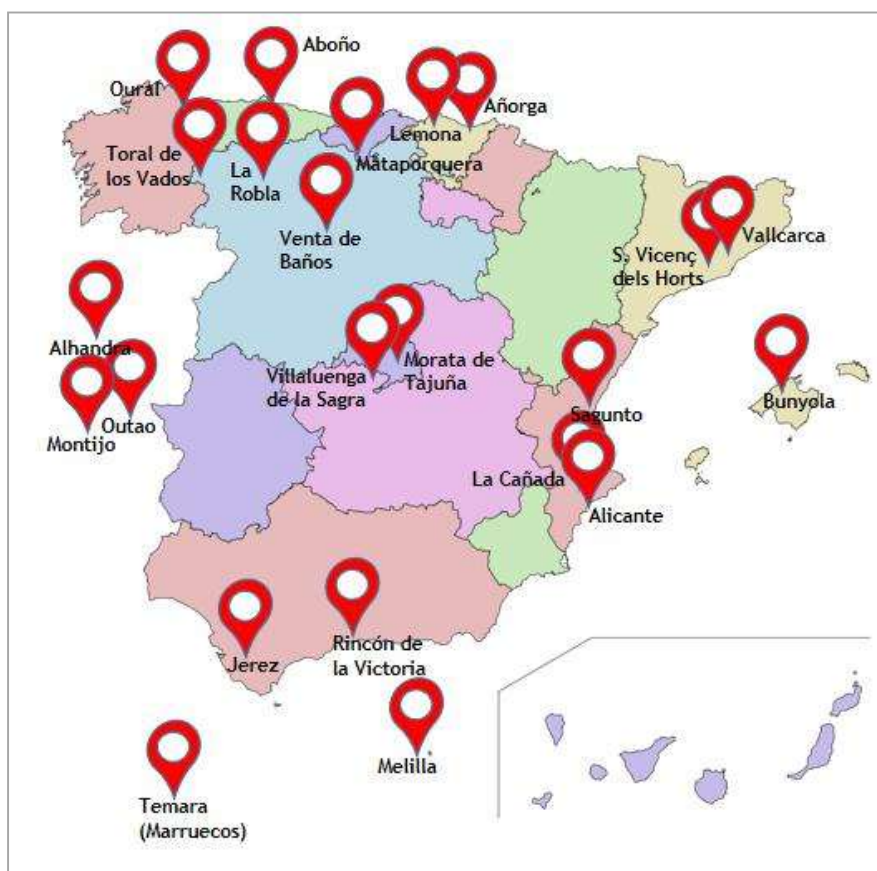 Aboño
Oural
Añorga
Lemona
Toral de
los Vados
La
Robla
Mataporquera
Venta de
Baños
Vallcarca
S. Vicenç
dels Horts
Alhandra
Morata de
Tajuña
Villaluenga
de la Sagra
Bunyola
Sagunto
Outao
Montijo
La Cañada
Alicante
Jerez
Rincón de
la Victoria
Melilla
Temara
(Marruecos)